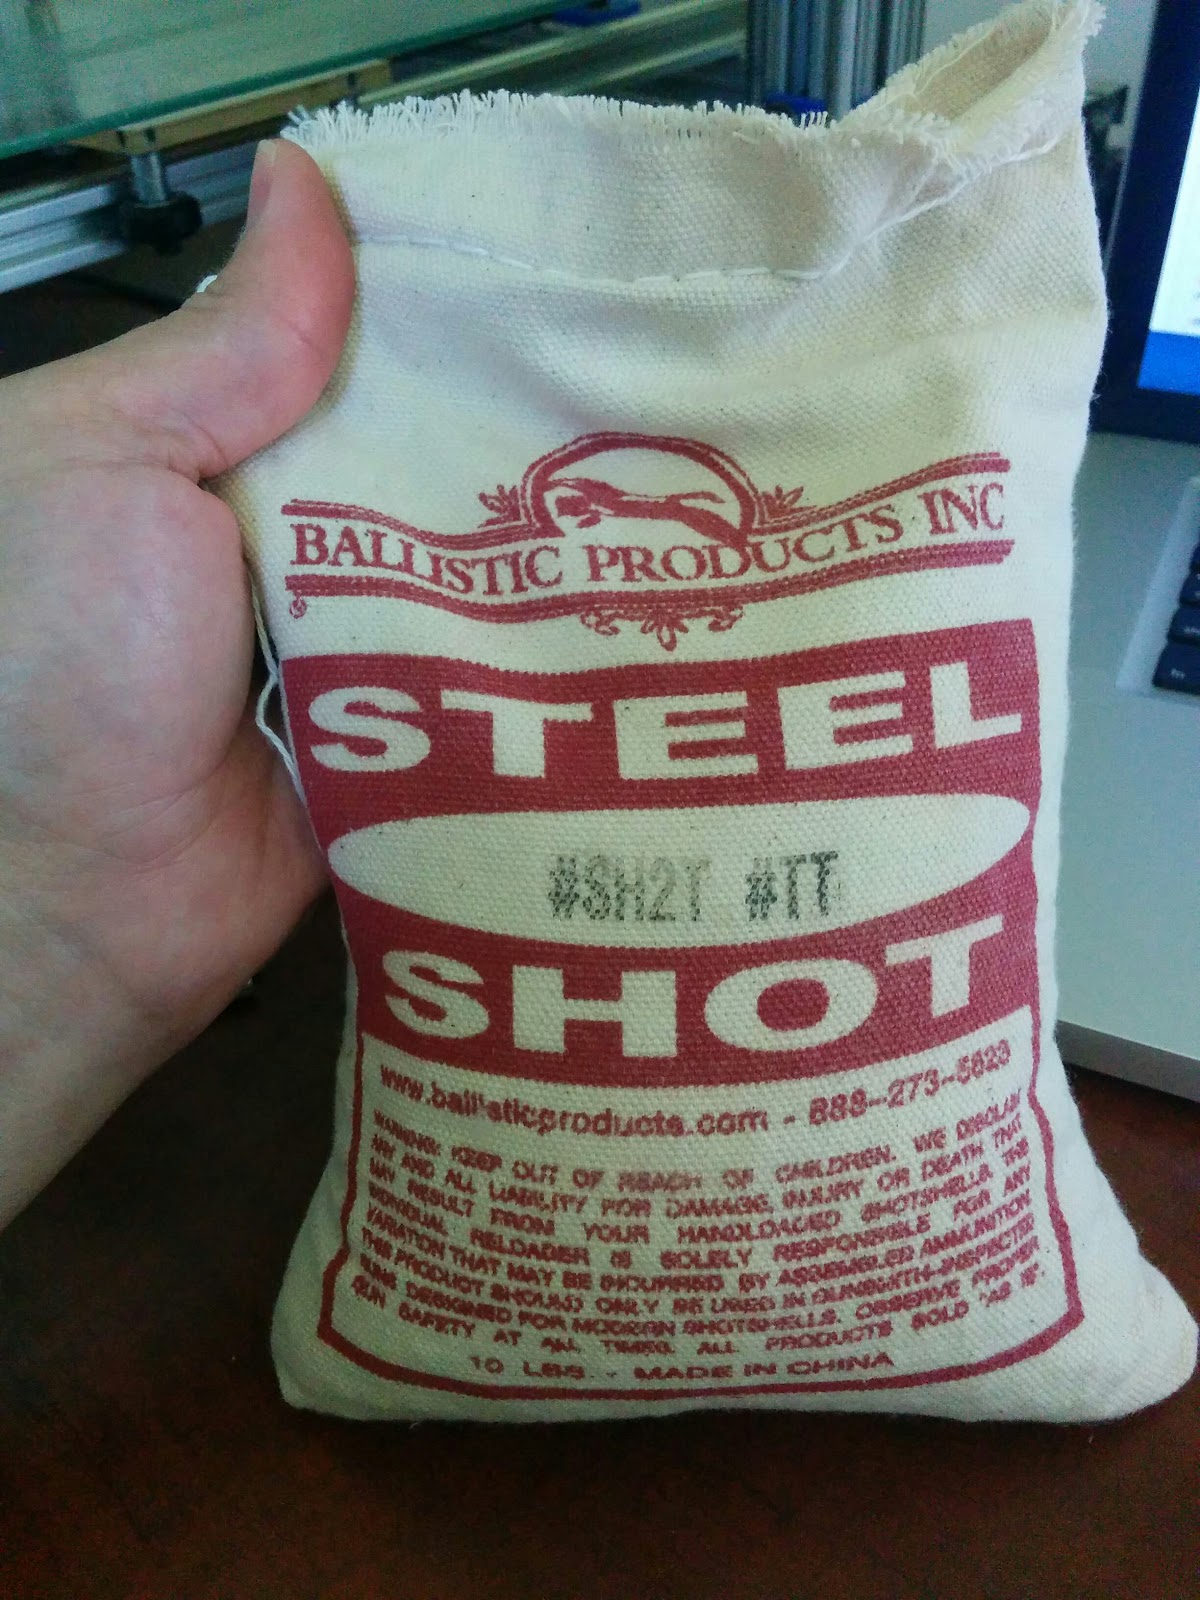 BALLISTIC PRODUCTS INC
®
STEEL
#SH2T #TT
SHOT
www.ballisticproducts.com - 888-273-5623
WARNING: KEEP OUT OF REACH OF CHILDREN. WE DISCLAIM
ANY AND ALL LIABILITY FOR DAMAGE, INJURY OR DEATH THAT
MAY RESULT FROM YOUR HANDLOADED SHOTSHELLS. THE
INDIVIDUAL RELOADER IS SOLELY RESPONSIBLE FOR ANY
VARIATION THAT MAY BE INCURRED BY ASSEMBLED AMMUNITION.
THIS PRODUCT SHOULD ONLY BE USED IN GUNSMITH-INSPECTED
GUNS DESIGNED FOR MODERN SHOTSHELLS. OBSERVE PROPER
GUN SAFETY AT ALL TIMES. ALL PRODUCTS SOLD "AS IS".
10 LBS. - MADE IN CHINA